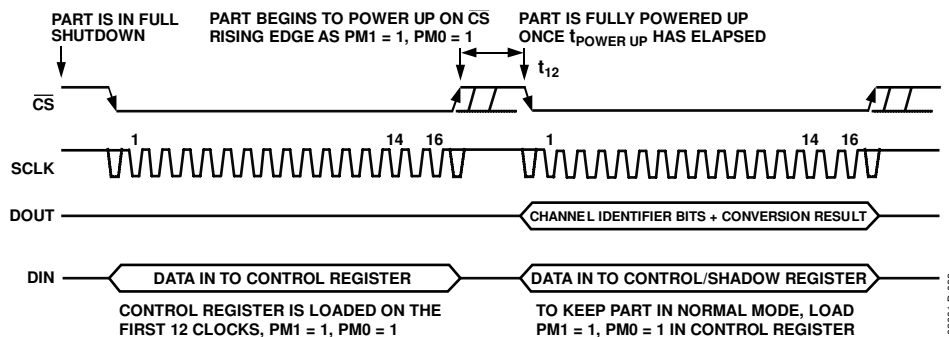 PART IS IN FULL
SHUTDOWN
PART BEGINS TO POWER UP ON CS
RISING EDGE AS PM1 = 1, PM0 = 1
PART IS FULLY POWERED UP
ONCE tPOWER UP HAS ELAPSED
t12
CS
1 14 16 1 14 16
SCLK
DOUT
CHANNEL IDENTIFIER BITS + CONVERSION RESULT
DIN
DATA IN TO CONTROL REGISTER
DATA IN TO CONTROL/SHADOW REGISTER
CONTROL REGISTER IS LOADED ON THE
FIRST 12 CLOCKS, PM1 = 1, PM0 = 1
TO KEEP PART IN NORMAL MODE, LOAD
PM1 = 1, PM0 = 1 IN CONTROL REGISTER